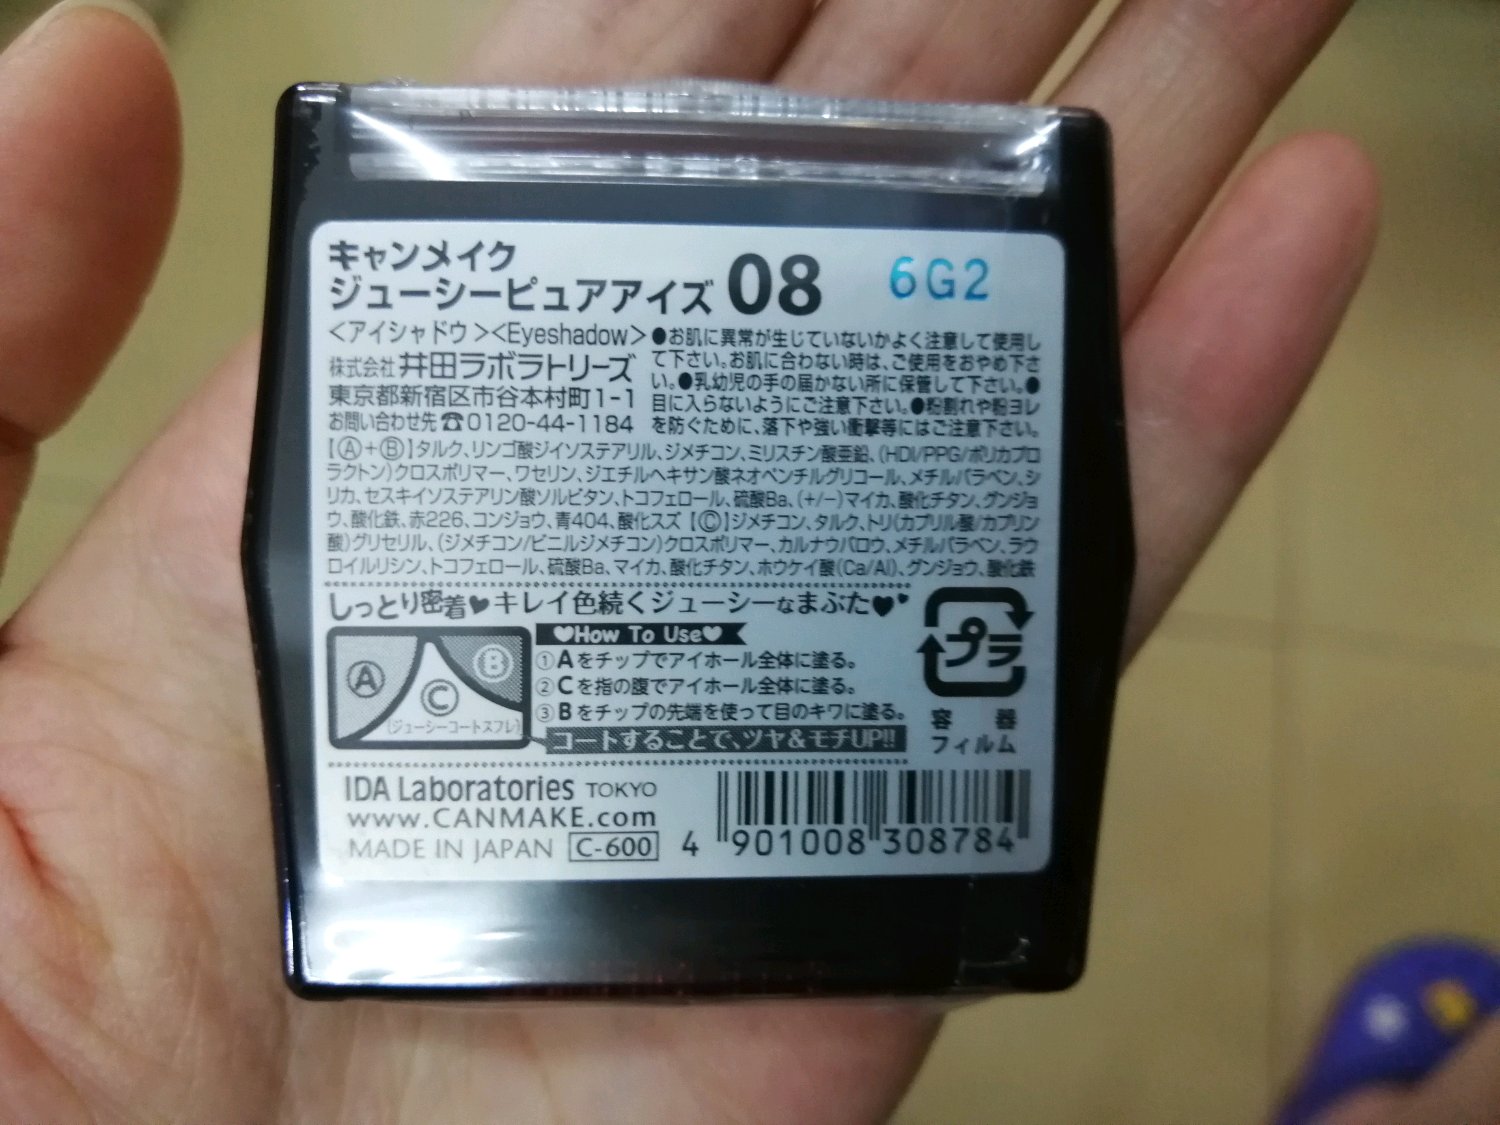 キャンメイク
ジューシーピュアアイズ 08 6G2
<アイシャドウ><Eyeshadow>
株式会社 井田ラボラトリーズ
東京都新宿区市谷本村町1-1
お問い合わせ先☎0120-44-1184
●お肌に異常が生じていないかよく注意して使用し
て下さい。お肌に合わない時は、ご使用をおやめ下さ
い。●乳幼児の手の届かない所に保管して下さい。●
目に入らないようにご注意下さい。●粉割れや粉ヨレ
を防ぐために、落下や強い衝撃等にはご注意下さい。
【Ⓐ+Ⓑ】タルク、リンゴ酸ジイソステアリル、ジメチコン、ミリスチン酸亜鉛、(HDI/PPG/ポリカプロ
ラクトン)クロスポリマー、ワセリン、ジエチルヘキサン酸ネオペンチルグリコール、メチルパラベン、シ
リカ、セスキイソステアリン酸ソルビタン、トコフェロール、硫酸Ba、(+/−)マイカ、酸化チタン、グンジョ
ウ、酸化鉄、赤226、コンジョウ、青404、酸化スズ【Ⓒ】ジメチコン、タルク、トリ(カプリル酸/カプリン
酸)グリセリル、(ジメチコン/ビニルジメチコン)クロスポリマー、カルナウバロウ、メチルパラベン、ラウ
ロイルリシン、トコフェロール、硫酸Ba、マイカ、酸化チタン、ホウケイ酸(Ca/Al)、グンジョウ、酸化鉄
しっとり密着♥キレイ色続くジューシーなまぶた♥♥
A
B
C
(ジューシーコートスフレ)
♥How To Use♥
①Aをチップでアイホール全体に塗る。
②Cを指の腹でアイホール全体に塗る。
③Bをチップの先端を使って目のキワに塗る。
コートすることで、ツヤ&モチUP!!
プラ
容器
フィルム
IDA Laboratories TOKYO
www.CANMAKE.com
MADE IN JAPAN C-600
4 901008 308784